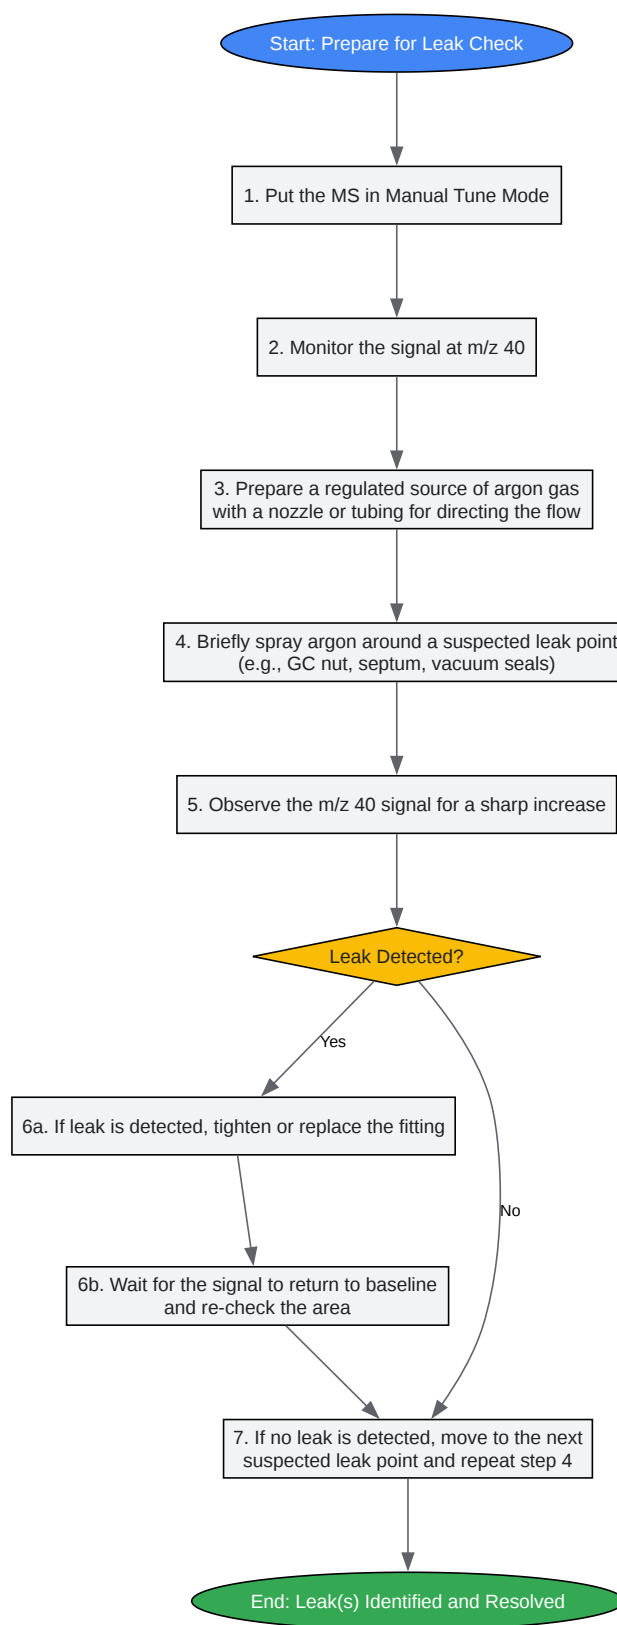 Start: Prepare for Leak Check
1. Put the MS in Manual Tune Mode
2. Monitor the signal at m/z 40
3. Prepare a regulated source of argon gas
with a nozzle or tubing for directing the flow
4. Briefly spray argon around a suspected leak point
(e.g., GC nut, septum, vacuum seals)
5. Observe the m/z 40 signal for a sharp increase
Leak Detected?
Yes
6a. If leak is detected, tighten or replace the fitting
No
6b. Wait for the signal to return to baseline
and re-check the area
7. If no leak is detected, move to the next
suspected leak point and repeat step 4
End: Leak(s) Identified and Resolved